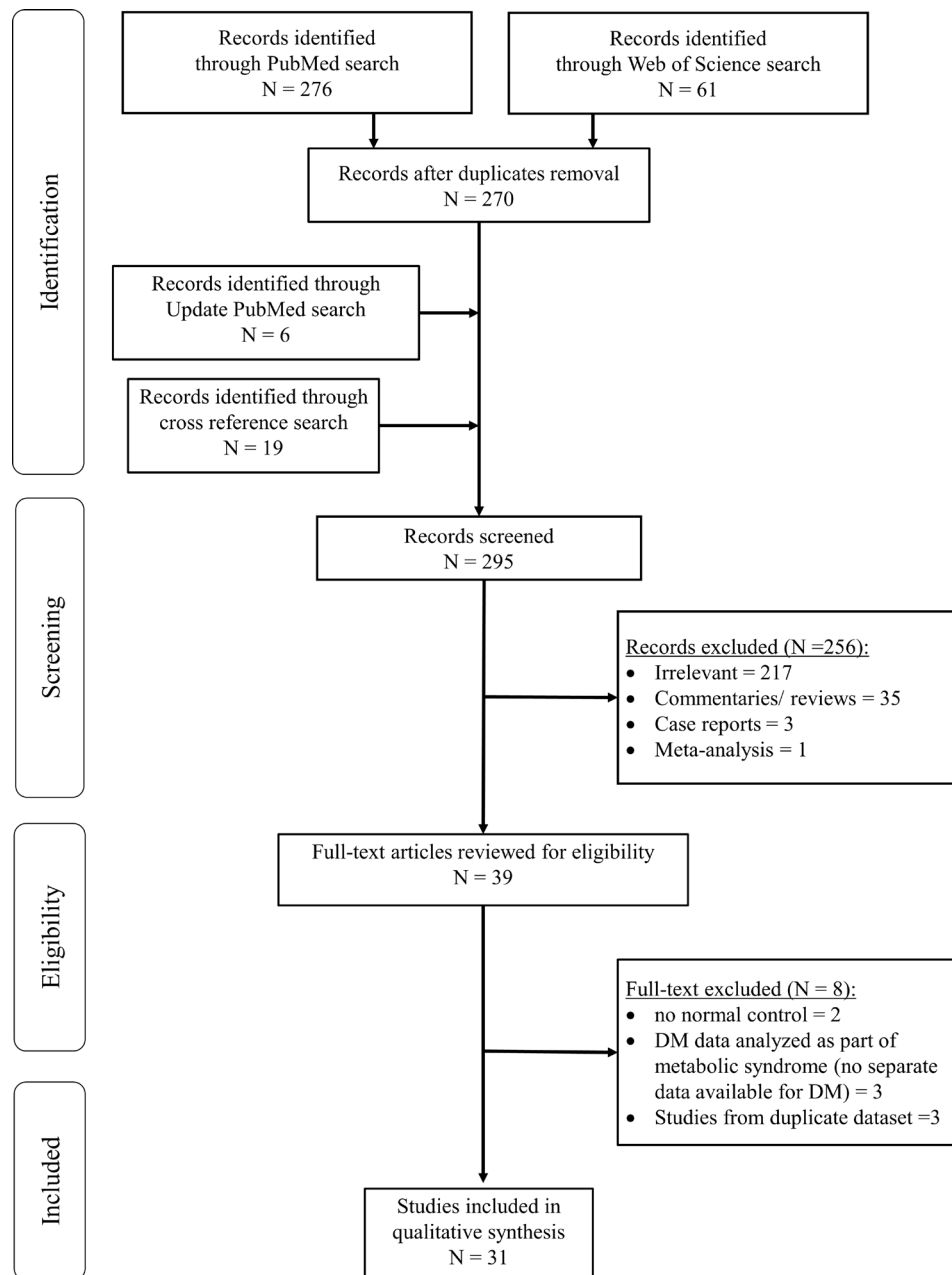 Identification
Records identified
through PubMed search
N = 276
Records identified
through Web of Science search
N = 61
Records after duplicates removal
N = 270
Records identified through
Update PubMed search
N = 6
Records identified through
cross reference search
N = 19
Screening
Records screened
N = 295
Records excluded (N =256):
• Irrelevant = 217
• Commentaries/ reviews = 35
• Case reports = 3
• Meta-analysis = 1
Eligibility
Full-text articles reviewed for eligibility
N = 39
Full-text excluded (N = 8):
• no normal control = 2
• DM data analyzed as part of
metabolic syndrome (no separate
data available for DM) = 3
• Studies from duplicate dataset =3
Included
Studies included in
qualitative synthesis
N = 31